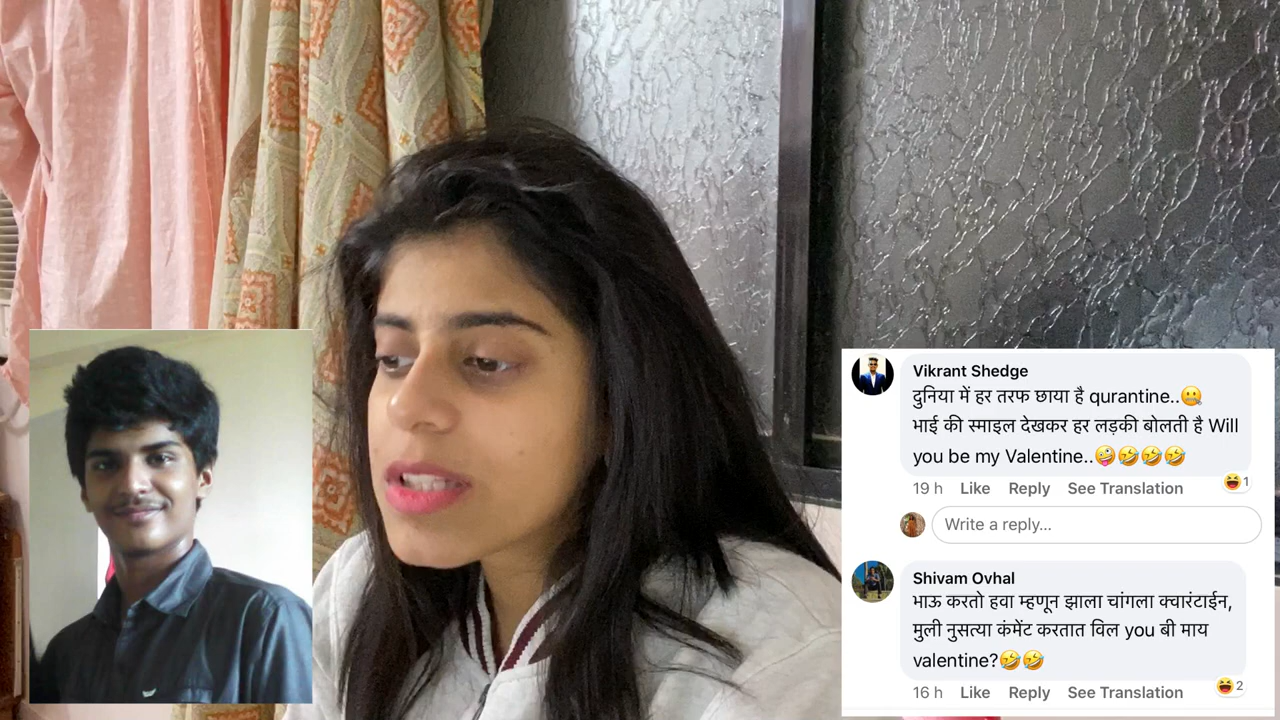 Vikrant Shedge
दुनिया में हर तरफ छाया है qurantine..🤐
भाई की स्माइल देखकर हर लड़की बोलती है Will
you be my Valentine..🤪🤣🤣🤣
19 h Like Reply See Translation
😆1
Write a reply...
Shivam Ovhal
भाऊ करतो हवा म्हणून झाला चांगला क्वारंटाईन,
मुली नुसत्या कंमेंट करतात विल you बी माय
valentine?🤣🤣
16 h Like Reply See Translation
😆2